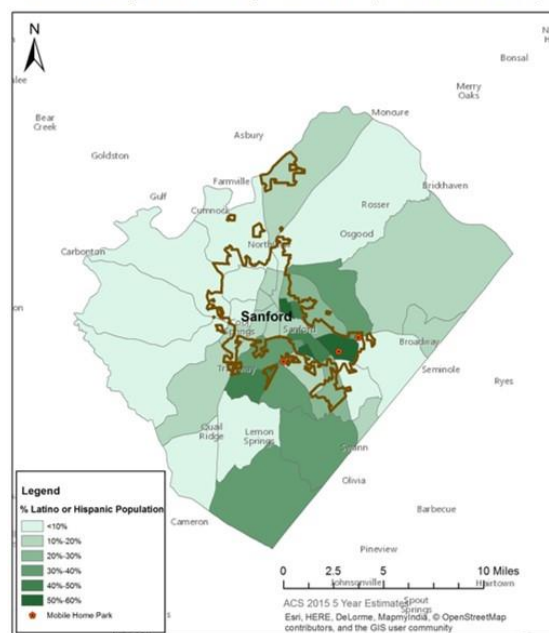 N
Bonsal
Merry
Oaks
Moncure
Bear
Creek
Asbury
Goldston
Farmville
Brickhaven
Gulf
Cumnock
Rosser
Osgood
Carbonton
Sanford
Sanford
Springs
Broadway
Seminole
Ryes
Quail
Ridge
Lemon
Springs
Swann
Olivia
Cameron
Barbecue
Pineview
Johnsonville
Spout
Springs
Legend
% Latino or Hispanic Population
<10%
10%-20%
20%-30%
30%-40%
40%-50%
50%-60%
Mobile Home Park
0 2.5 5 10 Miles
ACS 2015 5 Year Estimates
Esri, HERE, DeLorme, MapmyIndia, © OpenStreetMap
contributors, and the GIS user community